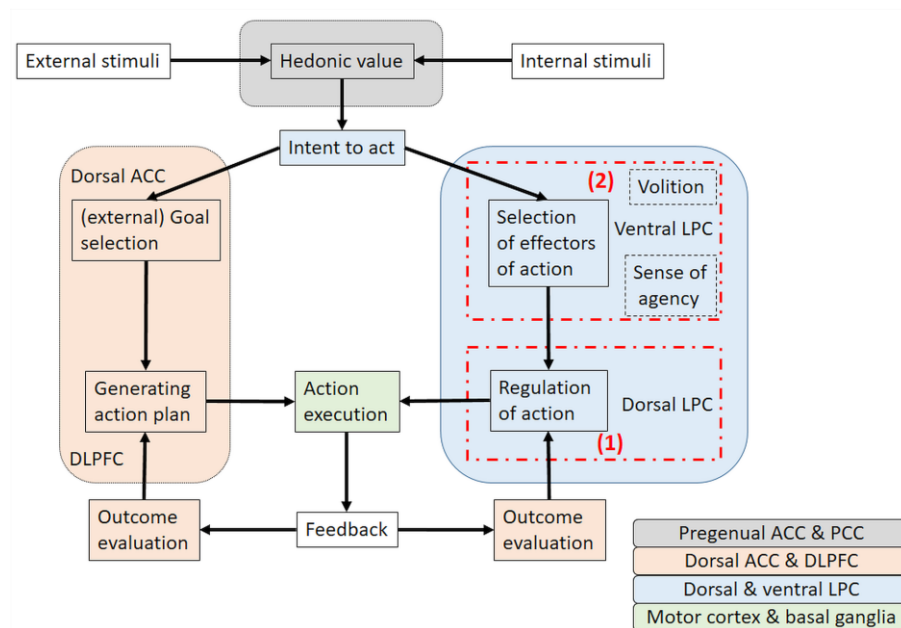 External stimuli
Hedonic value
Internal stimuli
Intent to act
Dorsal ACC
(external) Goal
selection
Generating
action plan
DLPFC
Outcome
evaluation
Action
execution
Feedback
(2)
Volition
Selection
of effectors
of action
Ventral LPC
Sense of
agency
Regulation
of action
Dorsal LPC
(1)
Outcome
evaluation
Pregenual ACC & PCC
Dorsal ACC & DLPFC
Dorsal & ventral LPC
Motor cortex & basal ganglia